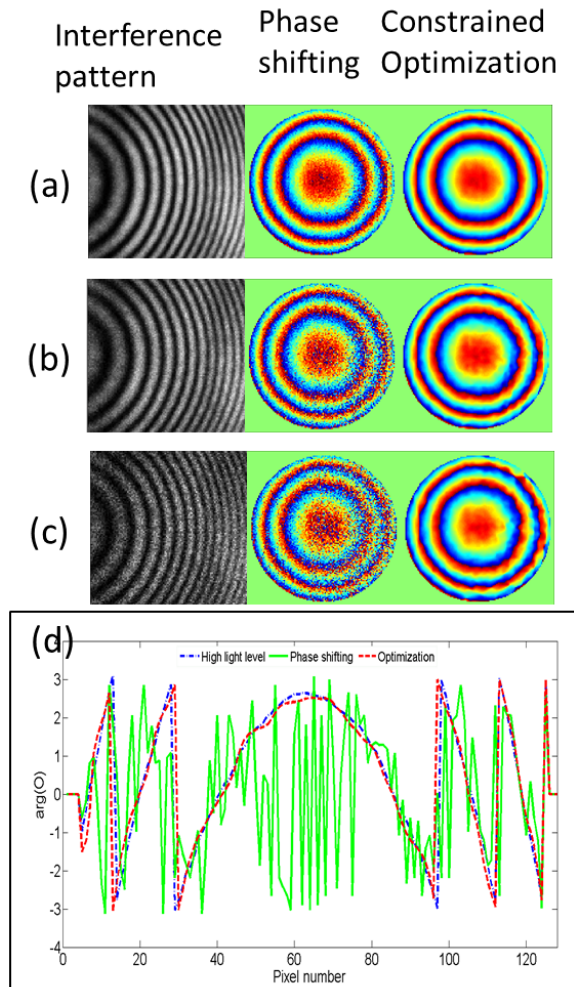 Interference pattern
Phase shifting
Constrained Optimization
(a)
(b)
(c)
(d)
High light level
Phase shifting
Optimization
arg(O)
4
3
2
1
0
-1
-2
-3
-4
0 20 40 60 80 100 120
Pixel number